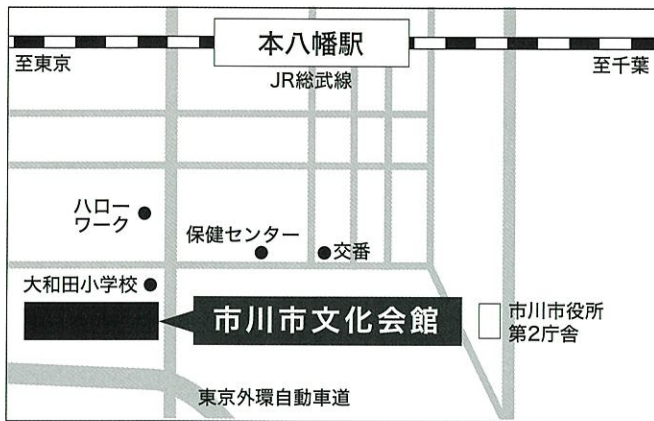 本八幡駅
至東京
JR総武線
至千葉
ハロー
ワーク
保健センター
交番
大和田小学校
市川市文化会館
市川市役所
第2庁舎
東京外環自動車道